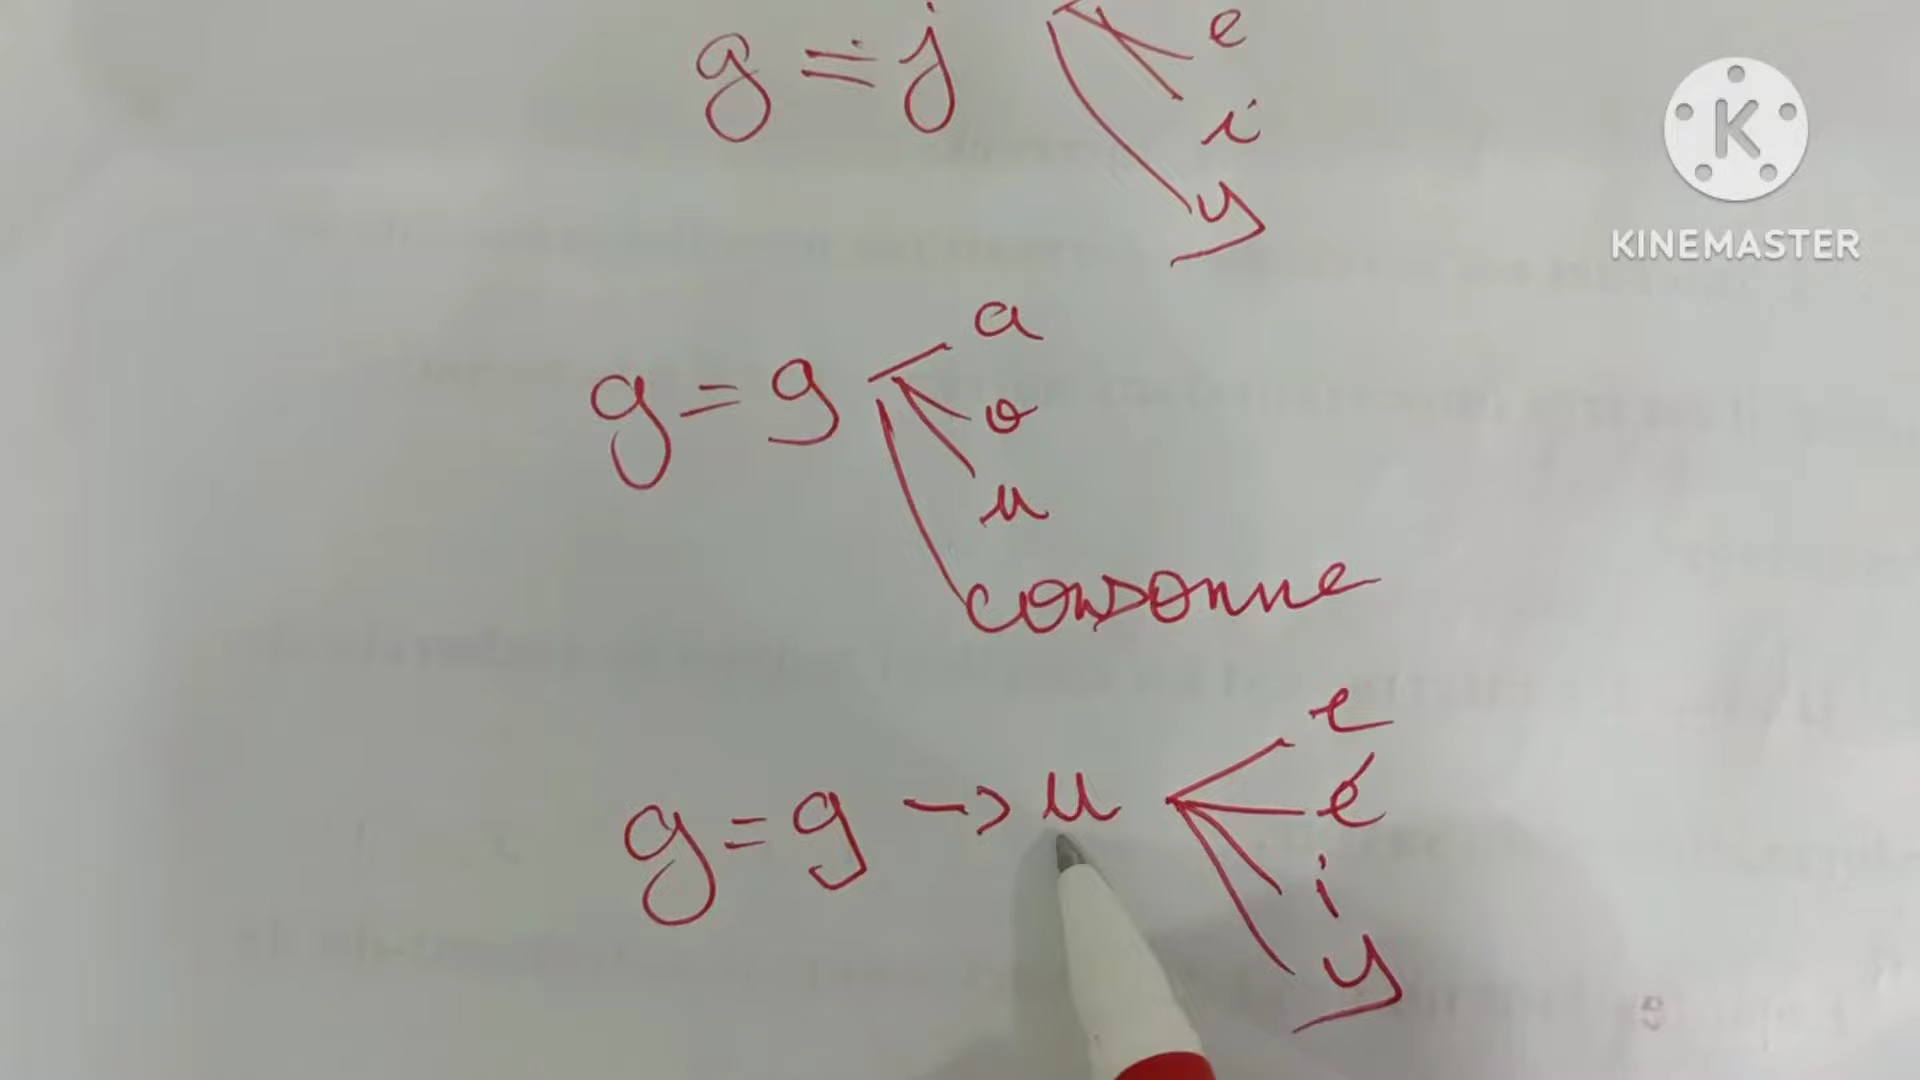 g = j
e
i
y
KINEMASTER
g = g
a
o
u
consonne
g = g -> u
e
é
i
y